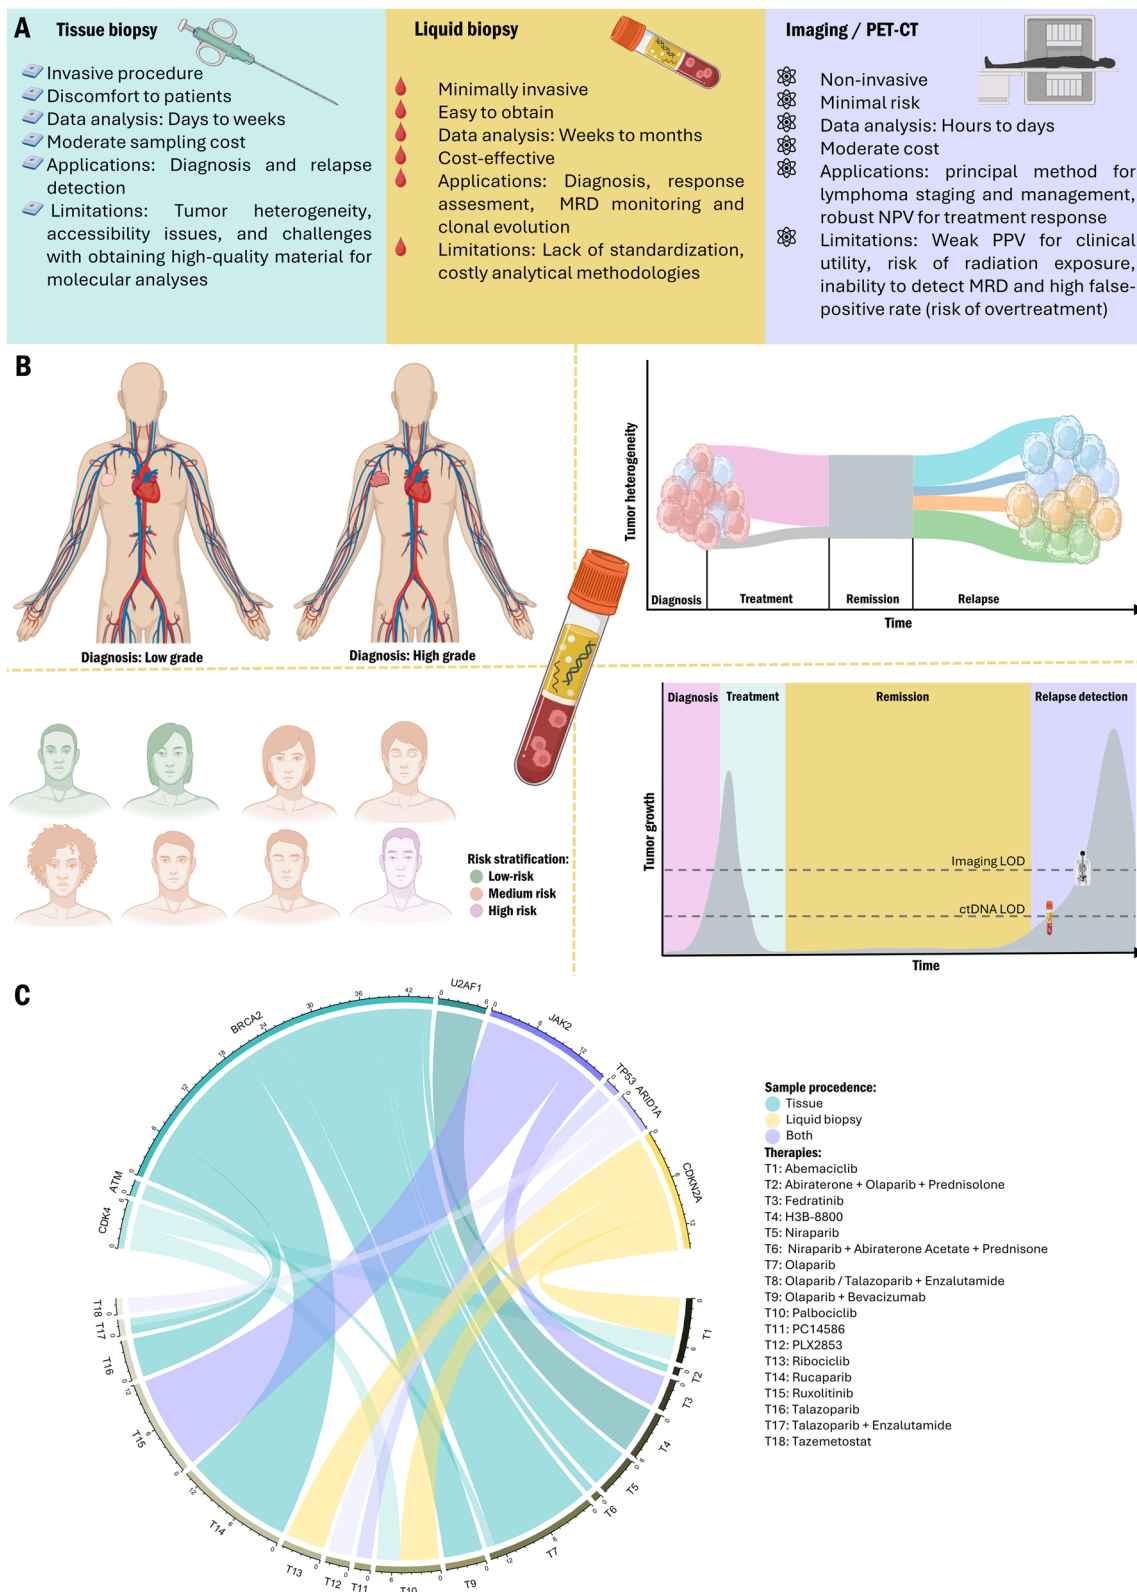 A
Tissue biopsy
Invasive procedure
Discomfort to patients
Data analysis: Days to weeks
Moderate sampling cost
Applications: Diagnosis and relapse
detection
Limitations: Tumor heterogeneity,
accessibility issues, and challenges
with obtaining high-quality material for
molecular analyses
Liquid biopsy
Minimally invasive
Easy to obtain
Data analysis: Weeks to months
Cost-effective
Applications: Diagnosis, response
assesment, MRD monitoring and
clonal evolution
Limitations: Lack of standardization,
costly analytical methodologies
Imaging / PET-CT
Non-invasive
Minimal risk
Data analysis: Hours to days
Moderate cost
Applications: principal method for
lymphoma staging and management,
robust NPV for treatment response
Limitations: Weak PPV for clinical
utility, risk of radiation exposure,
inability to detect MRD and high false-
positive rate (risk of overtreatment)
B
Diagnosis: Low grade
Diagnosis: High grade
Tumor heterogeneity
Diagnosis
Treatment
Remission
Relapse
Time
Risk stratification:
Low-risk
Medium risk
High risk
Diagnosis
Treatment
Remission
Relapse detection
Tumor growth
Imaging LOD
ctDNA LOD
Time
C
CDK4
ATM
BRCA2
U2AF1
JAK2
TP53
ARID1A
CDKN2A
T1
T2
T3
T4
T5
T6
T7
T9
T10
T11
T12
T13
T14
T15
T16
T17
T18
Sample procedence:
Tissue
Liquid biopsy
Both
Therapies:
T1: Abemaciclib
T2: Abiraterone + Olaparib + Prednisolone
T3: Fedratinib
T4: H3B-8800
T5: Niraparib
T6: Niraparib + Abiraterone Acetate + Prednisone
T7: Olaparib
T8: Olaparib / Talazoparib + Enzalutamide
T9: Olaparib + Bevacizumab
T10: Palbociclib
T11: PC14586
T12: PLX2853
T13: Ribociclib
T14: Rucaparib
T15: Ruxolitinib
T16: Talazoparib
T17: Talazoparib + Enzalutamide
T18: Tazemetostat